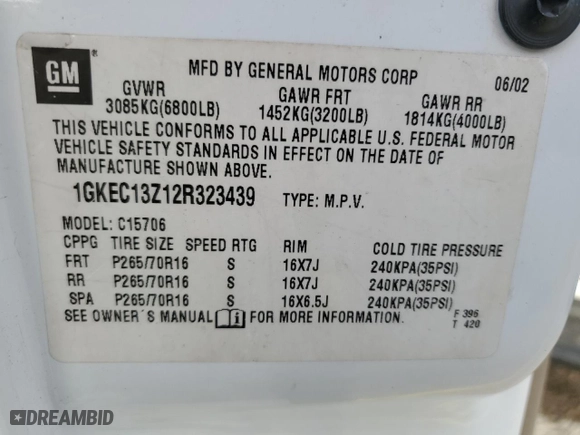 GM ®
MFD BY GENERAL MOTORS CORP 06/02
GVWR GAWR FRT GAWR RR
3085KG(6800LB) 1452KG(3200LB) 1814KG(4000LB)
THIS VEHICLE CONFORMS TO ALL APPLICABLE U.S. FEDERAL MOTOR
VEHICLE SAFETY STANDARDS IN EFFECT ON THE DATE OF
MANUFACTURE SHOWN ABOVE.
1GKEC13Z12R323439 TYPE: M.P.V.
MODEL: C15706
CPPG TIRE SIZE SPEED RTG RIM COLD TIRE PRESSURE
FRT P265/70R16 S 16X7J 240KPA(35PSI)
RR P265/70R16 S 16X7J 240KPA(35PSI)
SPA P265/70R16 S 16X6.5J 240KPA(35PSI)
SEE OWNER´S MANUAL i FOR MORE INFORMATION.
F 396
T 420
DREAMBID